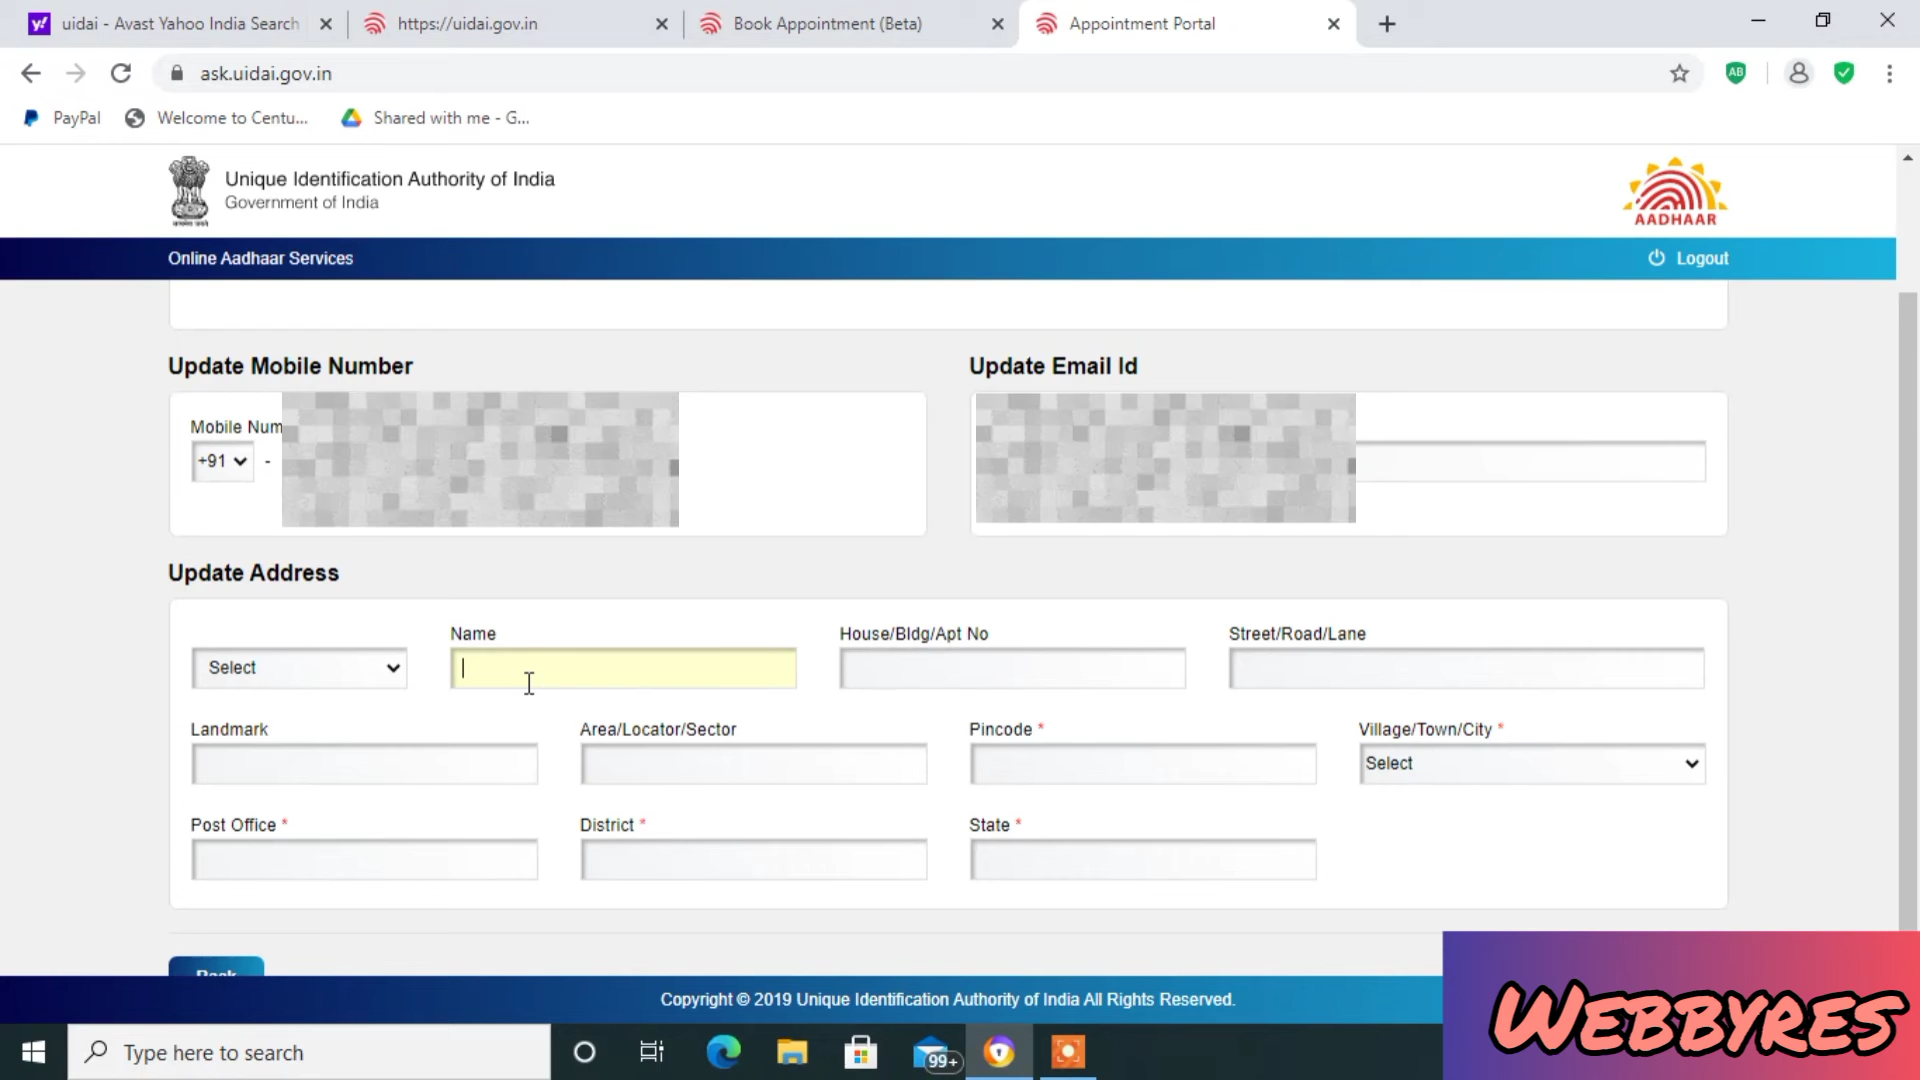 uidai - Avast Yahoo India Search
https://uidai.gov.in
Book Appointment (Beta)
Appointment Portal
ask.uidai.gov.in
AB
PayPal
Welcome to Centu...
Shared with me - G...
Unique Identification Authority of India
Government of India
AADHAAR
Online Aadhaar Services
Logout
Update Mobile Number
Update Email Id
Mobile Num
+91 -
Update Address
Name
House/Bldg/Apt No
Street/Road/Lane
Select
Landmark
Area/Locator/Sector
Pincode *
Village/Town/City *
Select
Post Office *
District *
State *
Back
Copyright © 2019 Unique Identification Authority of India All Rights Reserved.
WEBBYRES
Type here to search
99+